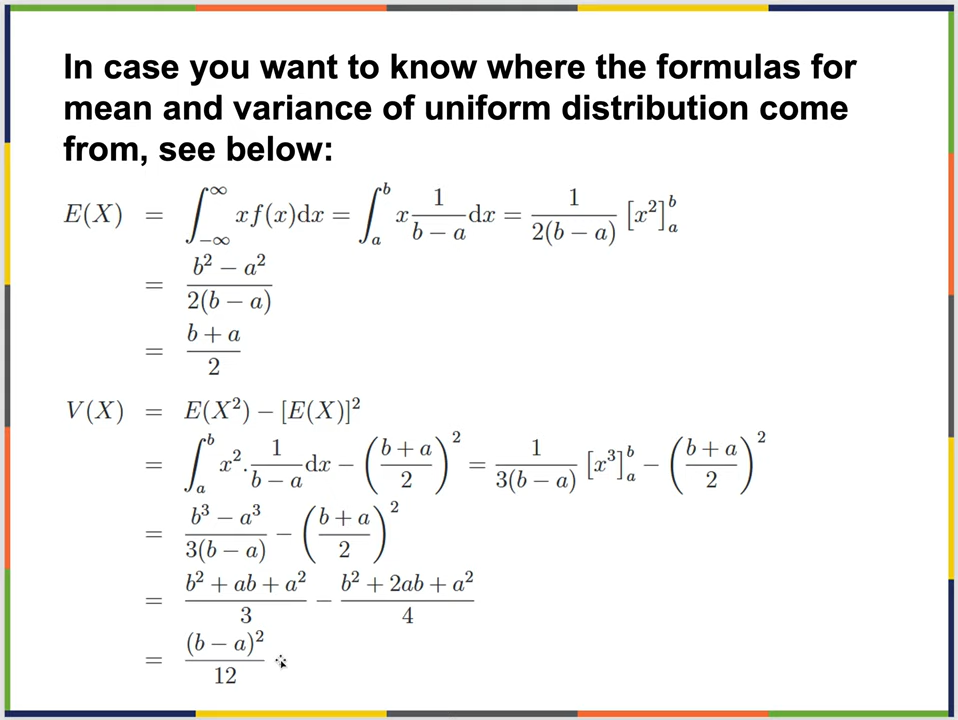 In case you want to know where the formulas for
mean and variance of uniform distribution come
from, see below:
E(X) = ∫_{−∞}^{∞} xf(x)dx = ∫_a^b x 1/(b − a) dx = 1/(2(b − a)) [x²]_a^b
= (b² − a²)/(2(b − a))
= (b + a)/2
V(X) = E(X²) − [E(X)]²
= ∫_a^b x². 1/(b − a) dx − ((b + a)/2)² = 1/(3(b − a)) [x³]_a^b − ((b + a)/2)²
= (b³ − a³)/(3(b − a)) − ((b + a)/2)²
= (b² + ab + a²)/3 − (b² + 2ab + a²)/4
= (b − a)²/12